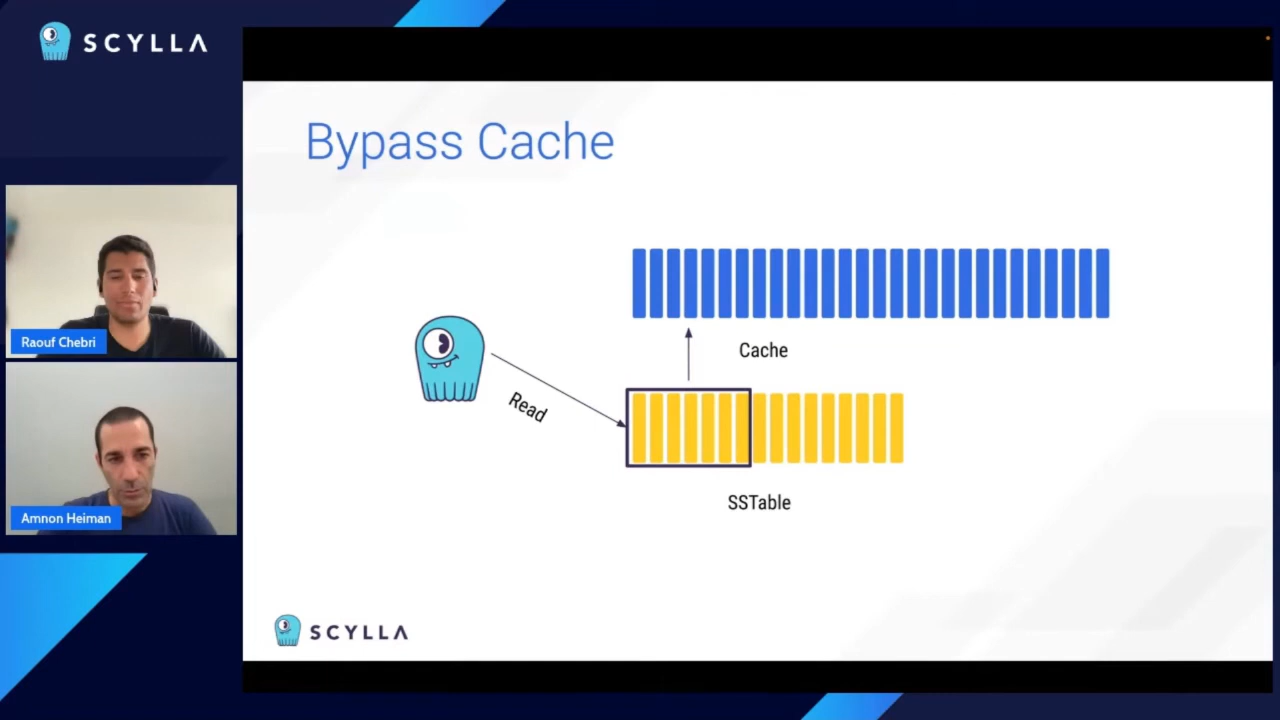 SCYLLA
Bypass Cache
Raouf Chebri
Cache
Read
Amnon Heiman
SSTable
SCYLLA